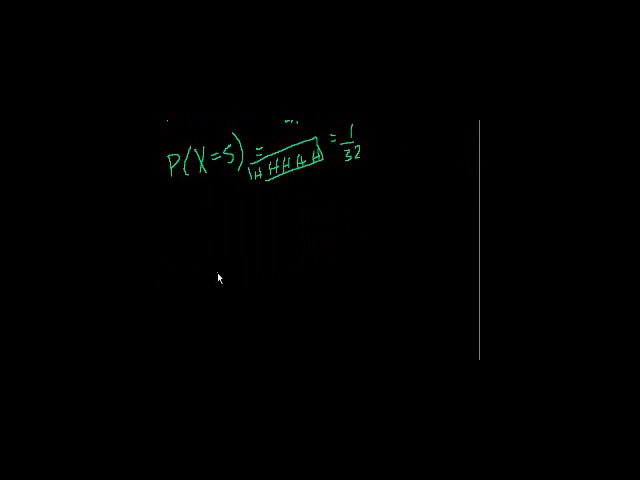 P(X=5) = HHHHH = 1/32